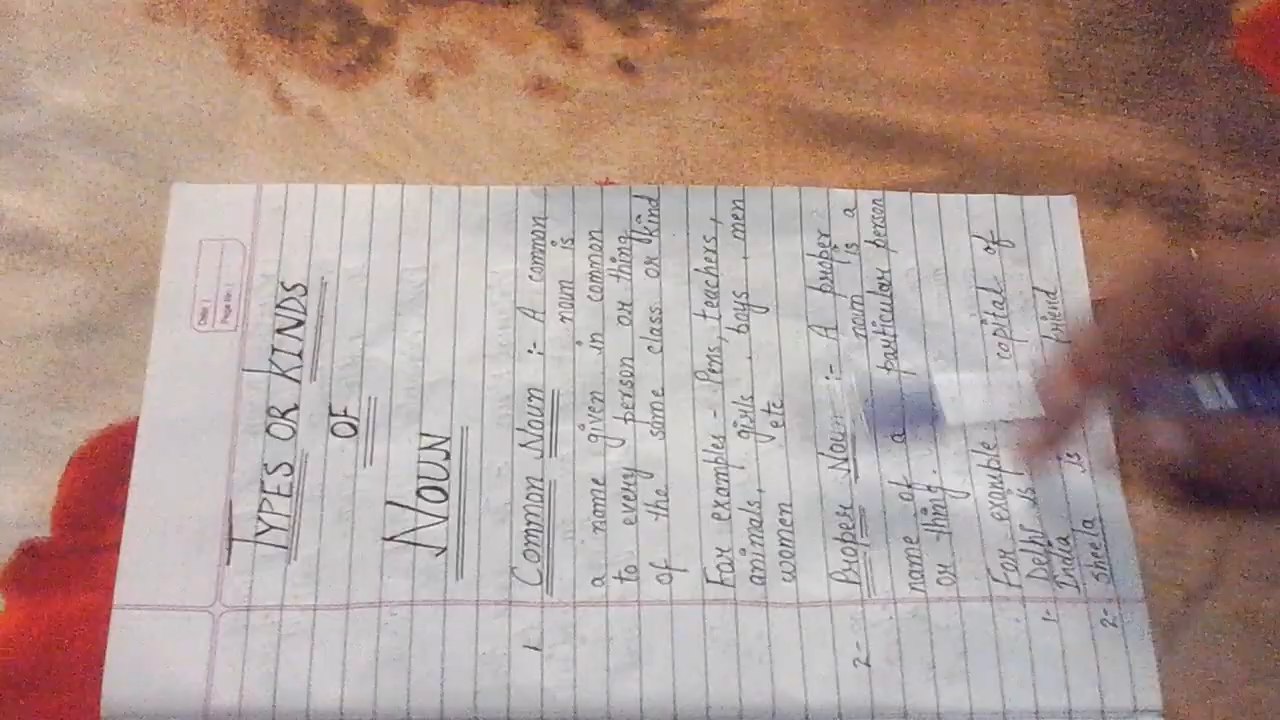 Date :
Page No :
TYPES OR KINDS
OF
NOUN
1 Common Noun :- A common
noun is
a name given in common
to every person or thing
of the same class or kind
For examples - Pens, teachers,
animals, girls, boys, men
women etc
2- Proper Noun :- A proper
noun is a
name of a particular person
or thing.
For example
1- Delhi is capital of
India
2- Sheela is friend